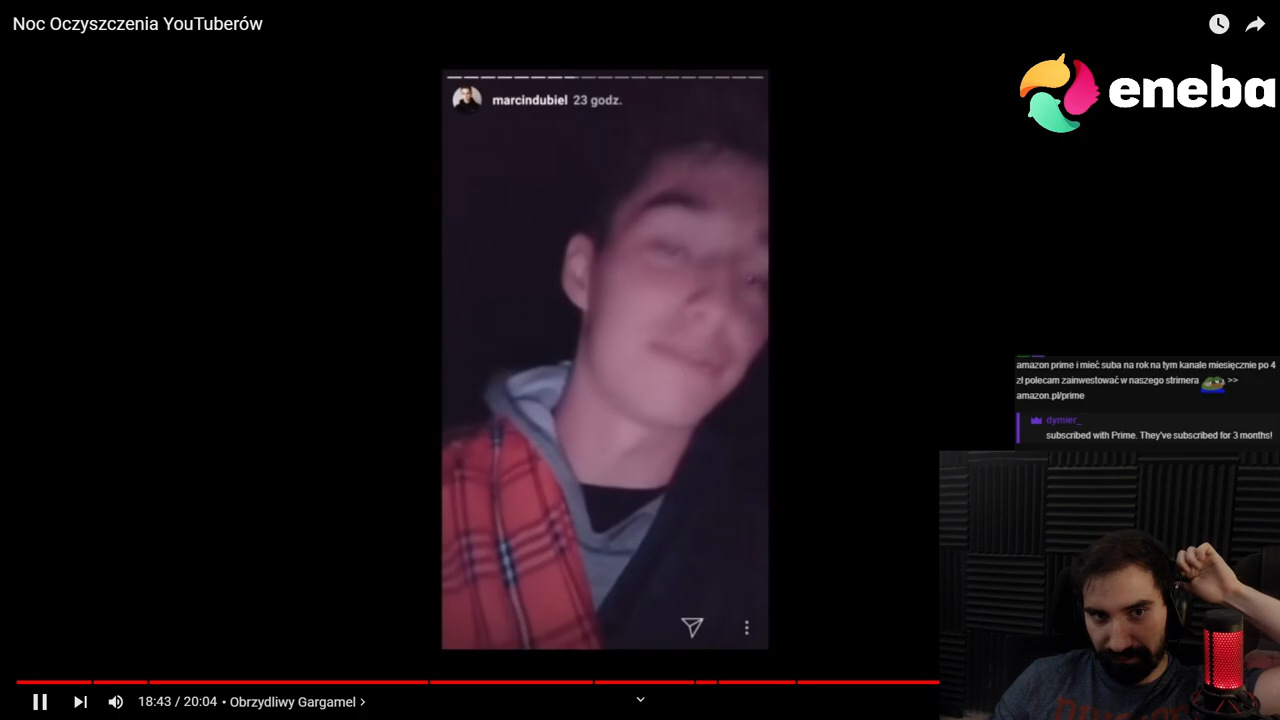 Noc Oczyszczenia YouTuberów
eneba
marcindubiel 23 godz.
amazon prime i mieć suba na rok na tym kanale miesięcznie po 4
zł polecam zainwestować w naszego strimera >>
amazon.pl/prime
dymier_
subscribed with Prime. They've subscribed for 3 months!
18:43 / 20:04 • Obrzydliwy Gargamel >